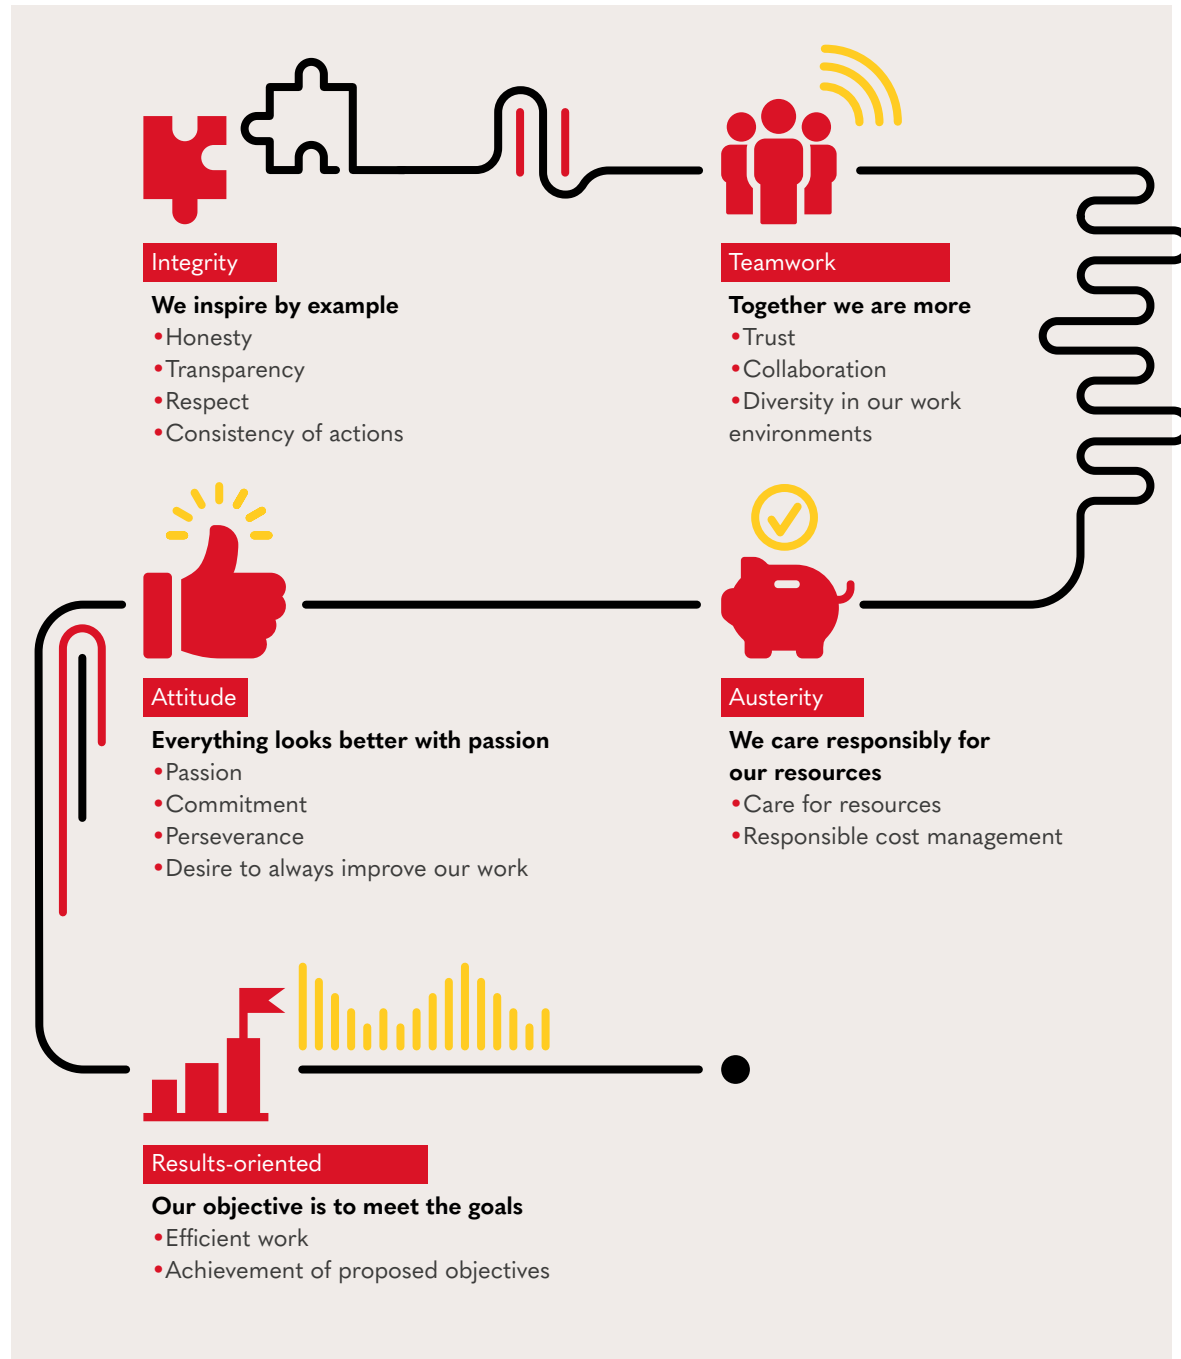 Integrity
We inspire by example
•Honesty
•Transparency
•Respect
•Consistency of actions
Teamwork
Together we are more
•Trust
•Collaboration
•Diversity in our work
environments
Attitude
Everything looks better with passion
•Passion
•Commitment
•Perseverance
•Desire to always improve our work
Austerity
We care responsibly for
our resources
•Care for resources
•Responsible cost management
Results-oriented
Our objective is to meet the goals
•Efficient work
•Achievement of proposed objectives